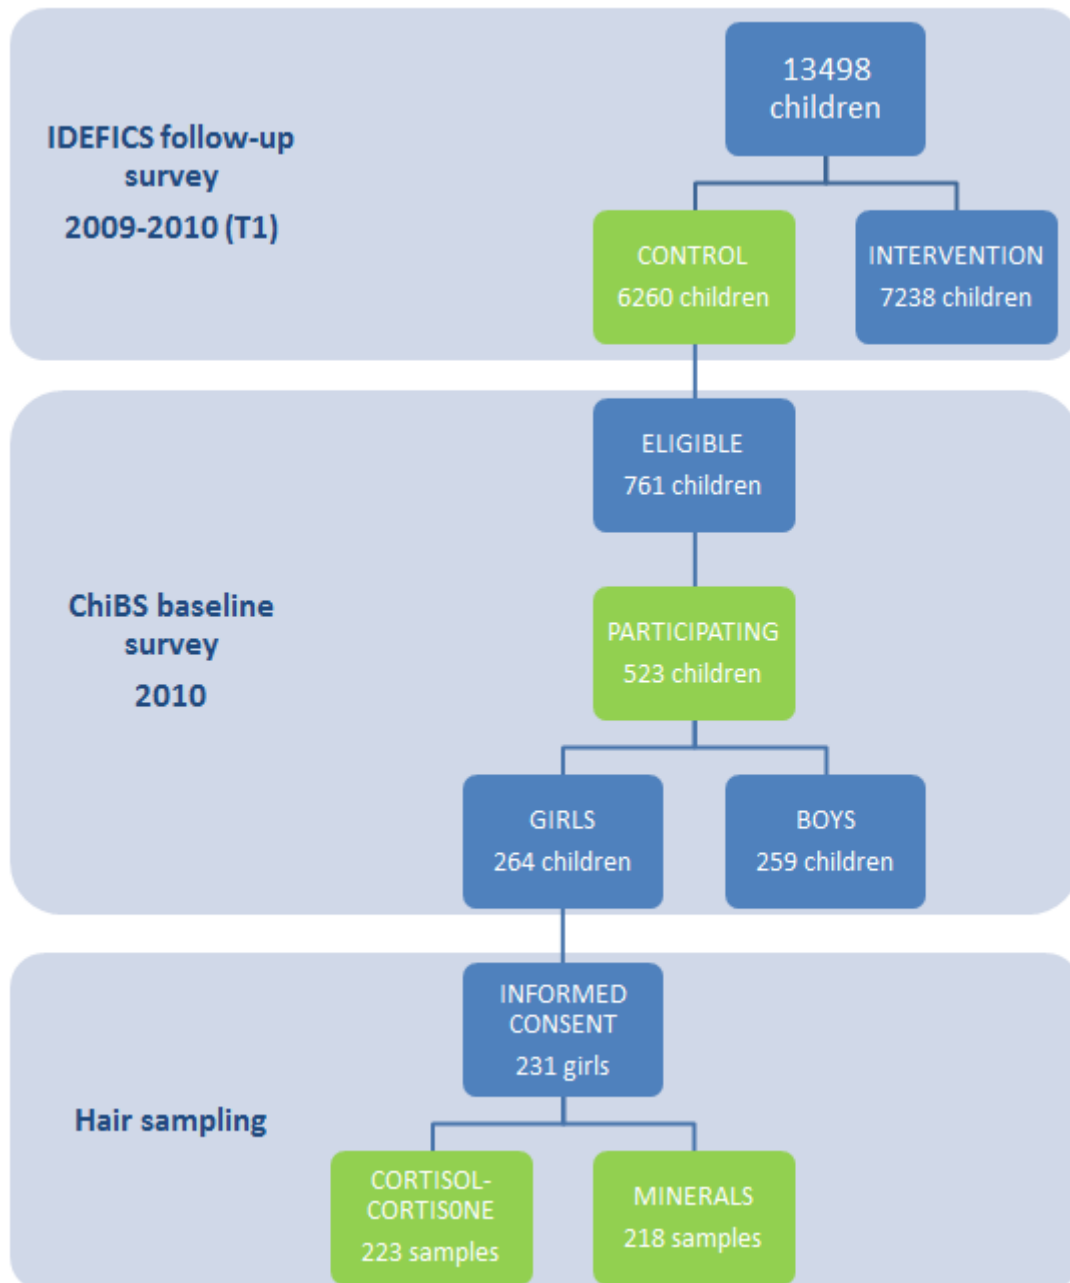 13498
children
IDEFICS follow-up
survey
2009-2010 (T1)
CONTROL
6260 children
INTERVENTION
7238 children
ELIGIBLE
761 children
ChiBS baseline
survey
2010
PARTICIPATING
523 children
GIRLS
264 children
BOYS
259 children
INFORMED
CONSENT
231 girls
Hair sampling
CORTISOL-
CORTIS0NE
223 samples
MINERALS
218 samples